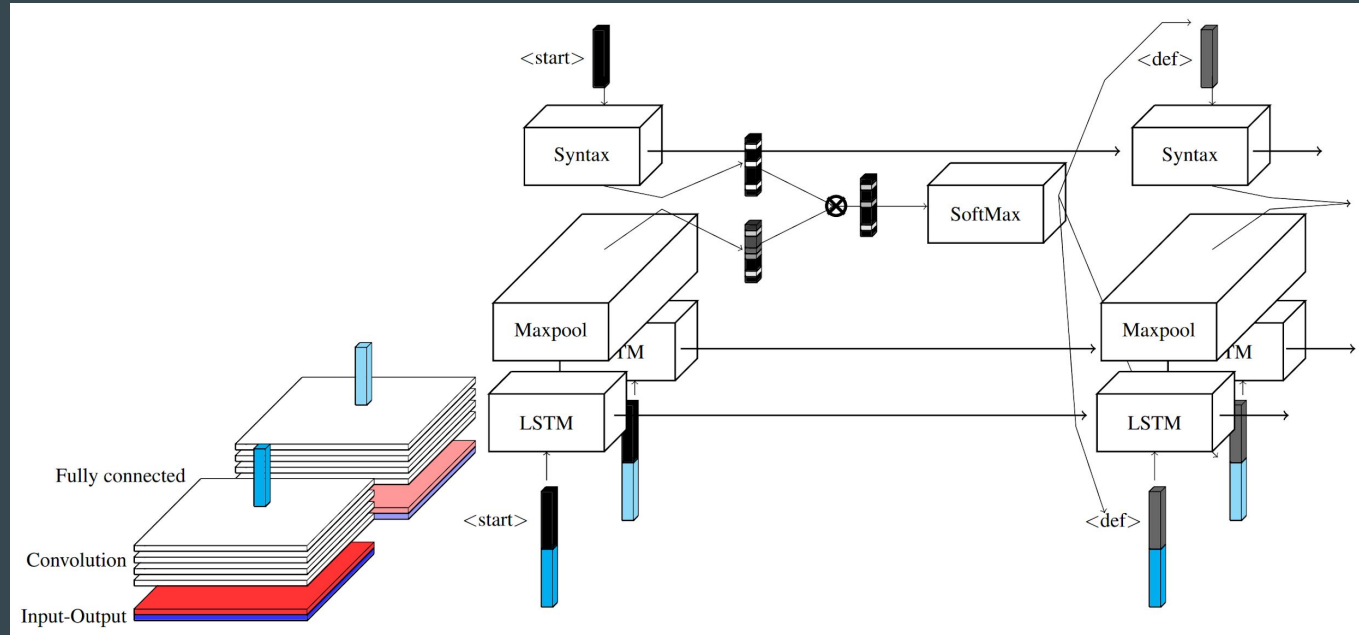 <start>
<def>
Syntax
Syntax
SoftMax
Maxpool
TM
Maxpool
TM
LSTM
LSTM
Fully connected
<start>
<def>
Convolution
Input-Output